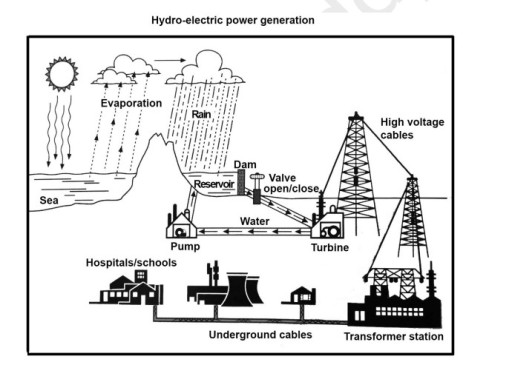 Hydro-electric power generation
Evaporation
Rain
High voltage
cables
Dam
Valve
open/close
Reservoir
Sea
Water
Pump
Turbine
Hospitals/schools
Underground cables
Transformer station